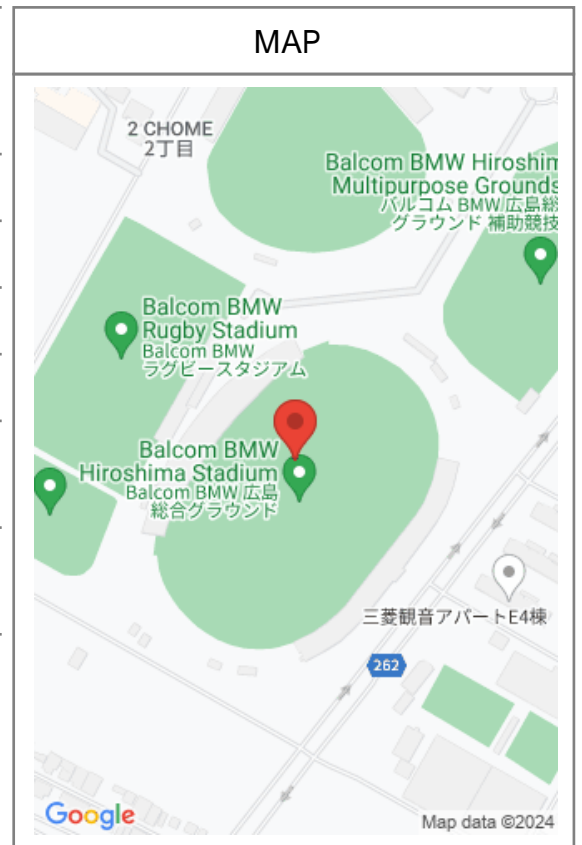 MAP
2 CHOME
2丁目
Balcom BMW Hiroshim
Multipurpose Grounds
バルコム BMW 広島総
グラウンド 補助競技
Balcom BMW
Rugby Stadium
Balcom BMW
ラグビースタジアム
Balcom BMW
Hiroshima Stadium
Balcom BMW 広島
総合グラウンド
三菱観音アパートE4棟
262
Google
Map data ©2024